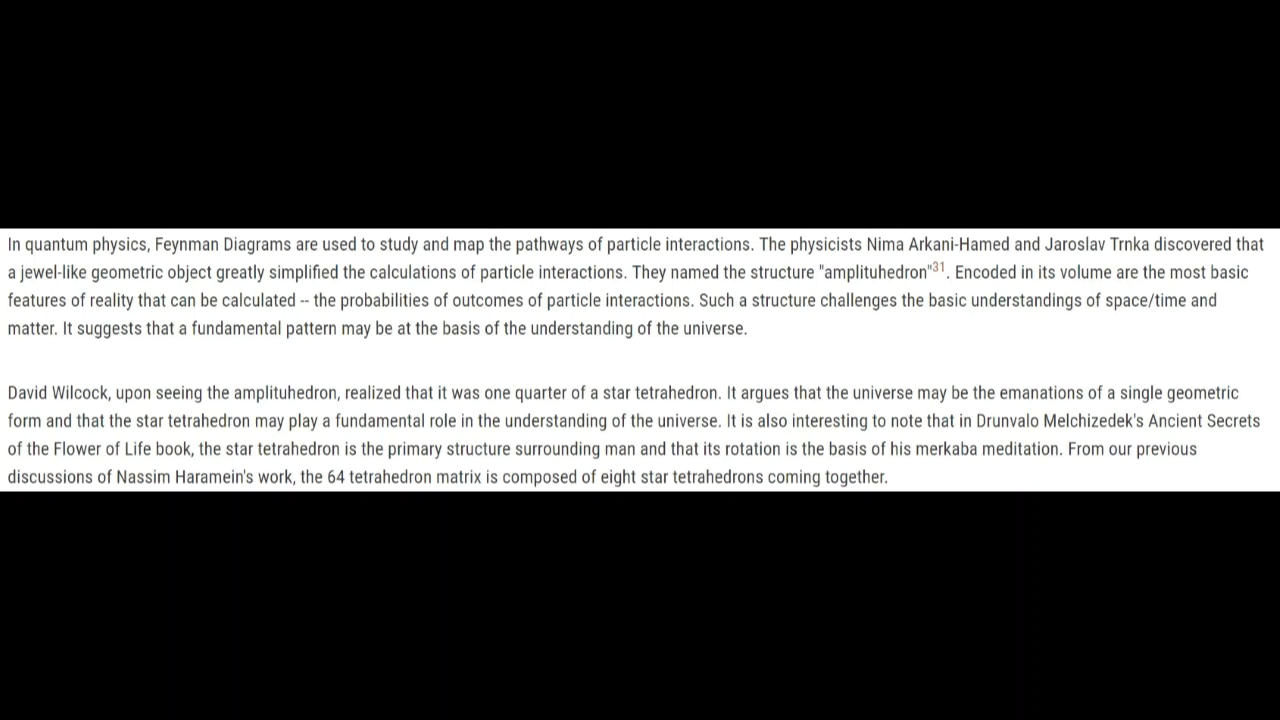 In quantum physics, Feynman Diagrams are used to study and map the pathways of particle interactions. The physicists Nima Arkani-Hamed and Jaroslav Trnka discovered that
a jewel-like geometric object greatly simplified the calculations of particle interactions. They named the structure "amplituhedron"31. Encoded in its volume are the most basic
features of reality that can be calculated -- the probabilities of outcomes of particle interactions. Such a structure challenges the basic understandings of space/time and
matter. It suggests that a fundamental pattern may be at the basis of the understanding of the universe.
David Wilcock, upon seeing the amplituhedron, realized that it was one quarter of a star tetrahedron. It argues that the universe may be the emanations of a single geometric
form and that the star tetrahedron may play a fundamental role in the understanding of the universe. It is also interesting to note that in Drunvalo Melchizedek's Ancient Secrets
of the Flower of Life book, the star tetrahedron is the primary structure surrounding man and that its rotation is the basis of his merkaba meditation. From our previous
discussions of Nassim Haramein's work, the 64 tetrahedron matrix is composed of eight star tetrahedrons coming together.